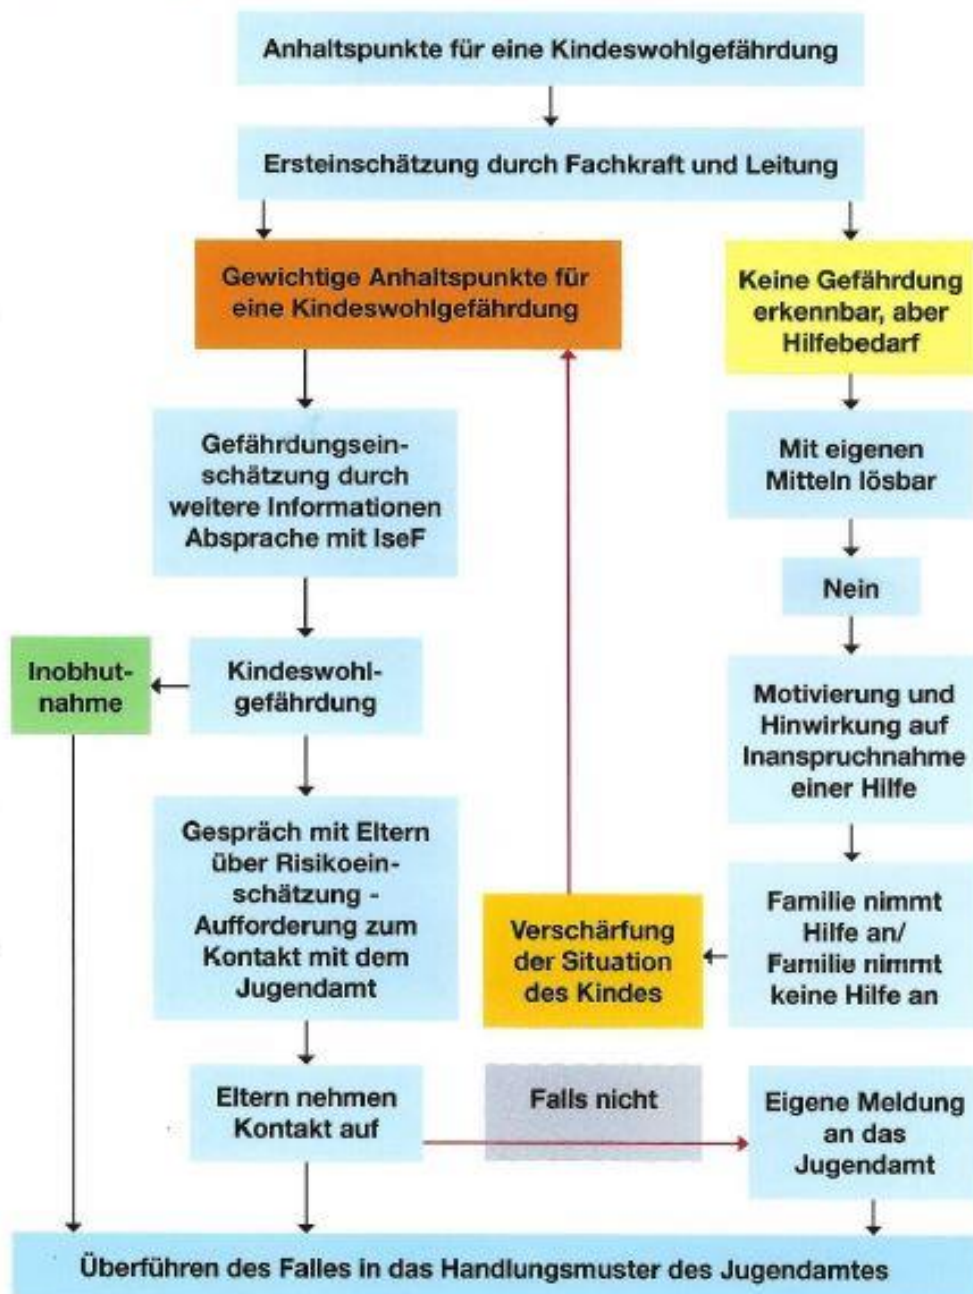 Anhaltspunkte für eine Kindeswohlgefährdung
Ersteinschätzung durch Fachkraft und Leitung
Gewichtige Anhaltspunkte für
eine Kindeswohlgefährdung
Keine Gefährdung
erkennbar, aber
Hilfebedarf
Gefährdungsein-
schätzung durch
weitere Informationen
Absprache mit IseF
Mit eigenen
Mitteln lösbar
Nein
Inobhut-
nahme
Kindeswohl-
gefährdung
Motivierung und
Hinwirkung auf
Inanspruchnahme
einer Hilfe
Gespräch mit Eltern
über Risikoein-
schätzung -
Aufforderung zum
Kontakt mit dem
Jugendamt
Verschärfung
der Situation
des Kindes
Familie nimmt
Hilfe an/
Familie nimmt
keine Hilfe an
Eltern nehmen
Kontakt auf
Falls nicht
Eigene Meldung
an das
Jugendamt
Überführen des Falles in das Handlungsmuster des Jugendamtes